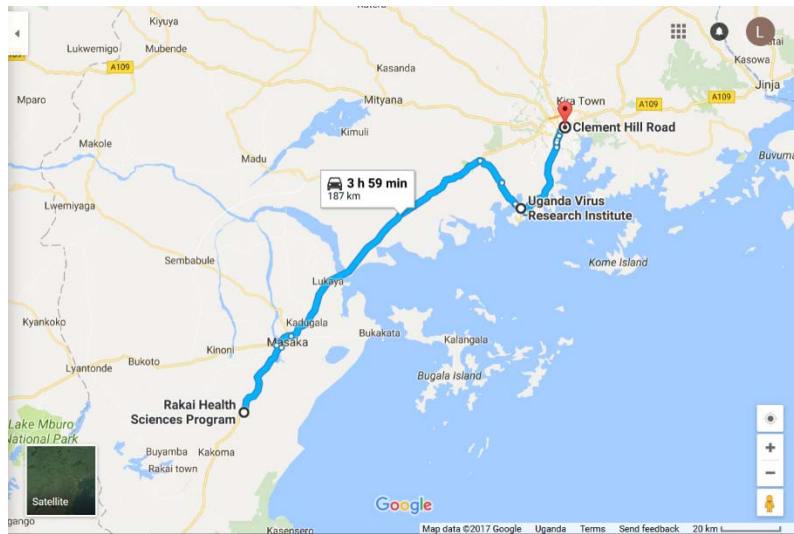 Kiyuya
Lukwemigo
Mubende
A109
Kasanda
L
Kasowo
Jinja
Mparo
Mityana
Kira Town
A109
A109
Clement Hill Road
Kimuli
Makole
Madu
Buvuma
3 h 59 min
187 km
Lwemiyaga
Uganda Virus
Research Institute
Sembabule
Kome Island
Lukaya
Kyankoko
Kadugala
Bukakata
Kalangala
Kinoni
Masaka
Lyantonde
Bukoto
Bugala Island
Rakai Health
Sciences Program
Lake Mburo
National Park
Buyamba
Kakoma
Rakai town
Satellite
Google
Kasensero
Map data ©2017 Google
Uganda
Terms
Send feedback
20 km